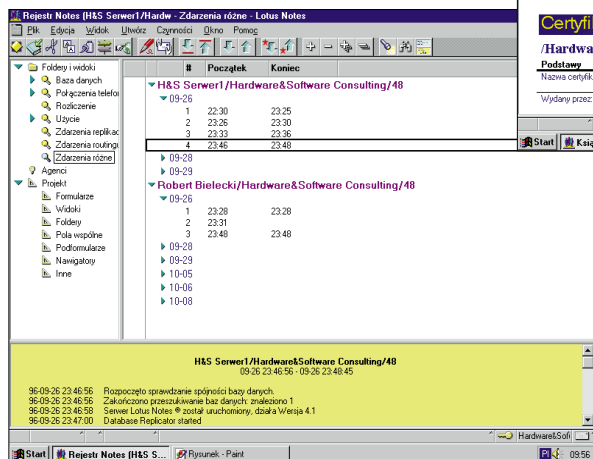 Rejestr Notes (H&S Serwer1/Hardw - Zdarzenia różne - Lotus Notes
Plik Edycja Widok Utwórz Czynności Okno Pomoc
Foldery i widoki
Baza danych
Połączenia telefor
Rozliczenie
Użycie
Zdarzenia replikac
Zdarzenia routingu
Zdarzenia różne
Agenci
Projekt
Formularze
Widoki
Foldery
Pola wspólne
Podformularze
Nawigatory
Inne
# Początek Koniec
H&S Serwer1/Hardware&Software Consulting/48
09-26
1 22:30 23:25
2 23:26 23:30
3 23:33 23:36
4 23:46 23:48
09-28
09-29
Robert Bielecki/Hardware&Software Consulting/48
09-26
1 23:28 23:28
2 23:31
3 23:48 23:48
09-28
09-29
10-05
10-06
10-08
Certyfi
/Hardwa
Podstawy
Nazwa certyfik
Wydany przez:
Start Ksią
H&S Serwer1/Hardware&Software Consulting/48
09-26 23:46:56 - 09-26 23:48:45
96-09-26 23:46:56 Rozpoczęto sprawdzanie spójności bazy danych.
96-09-26 23:46:56 Zakończono przeszukiwanie baz danych: znaleziono 1
96-09-26 23:46:58 Serwer Lotus Notes ® został uruchomiony, działa Wersja 4.1
96-09-26 23:47:00 Database Replicator started
Hardware&Soft
Start Rejestr Notes (H&S S... Rysunek - Paint Pl 09:56